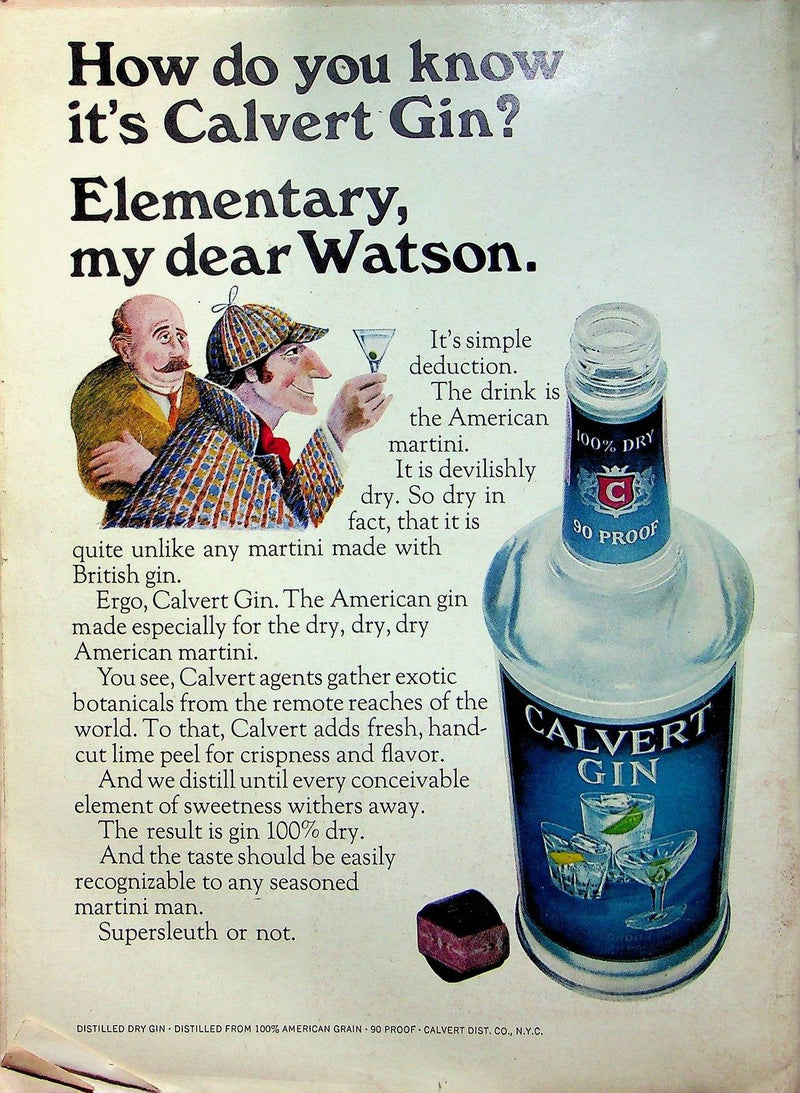 How do you know
it's Calvert Gin?
Elementary,
my dear Watson.
It's simple
deduction.
The drink is
the American
martini.
It is devilishly
dry. So dry in
fact, that it is
quite unlike any martini made with
British gin.
Ergo, Calvert Gin. The American gin
made especially for the dry, dry, dry
American martini.
You see, Calvert agents gather exotic
botanicals from the remote reaches of the
world. To that, Calvert adds fresh, hand-
cut lime peel for crispness and flavor.
And we distill until every conceivable
element of sweetness withers away.
The result is gin 100% dry.
And the taste should be easily
recognizable to any seasoned
martini man.
Supersleuth or not.
100% DRY
C
90 PROOF
CALVERT
GIN
DISTILLED DRY GIN · DISTILLED FROM 100% AMERICAN GRAIN · 90 PROOF · CALVERT DIST. CO., N.Y.C.